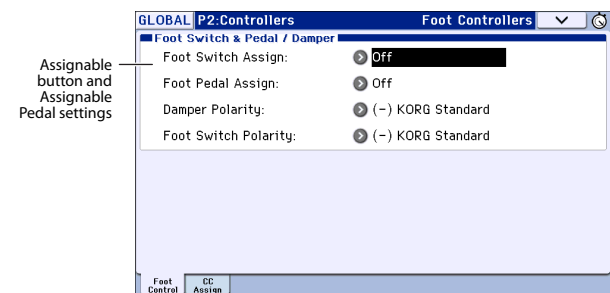 GLOBAL P2:Controllers Foot Controllers
Foot Switch & Pedal / Damper
Foot Switch Assign: Off
Foot Pedal Assign: Off
Damper Polarity: (-) KORG Standard
Foot Switch Polarity: (-) KORG Standard
Assignable
button and
Assignable
Pedal settings
Foot
Control
CC
Assign